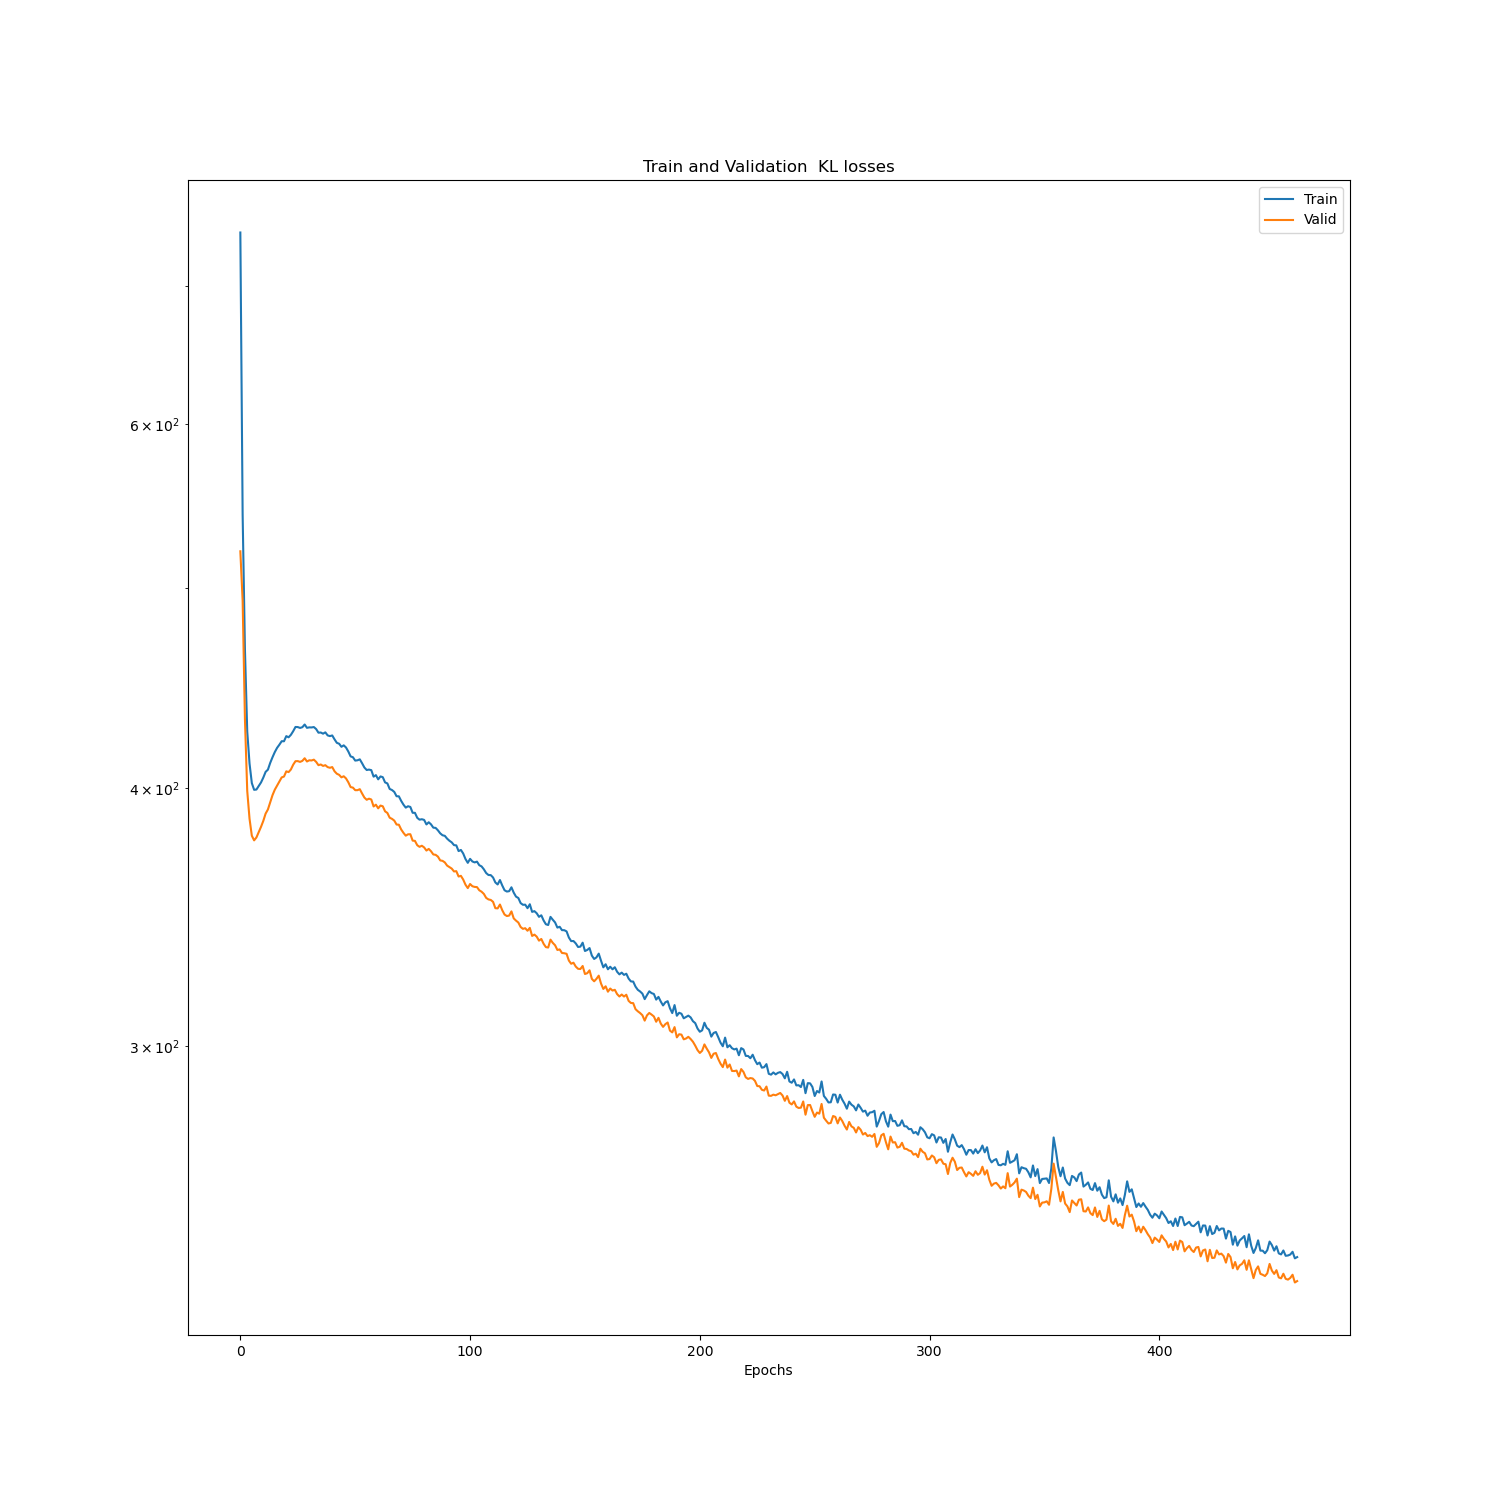 Train and Validation  KL losses
Train
Valid
6 × 10²
4 × 10²
3 × 10²
0 100 200 300 400
Epochs